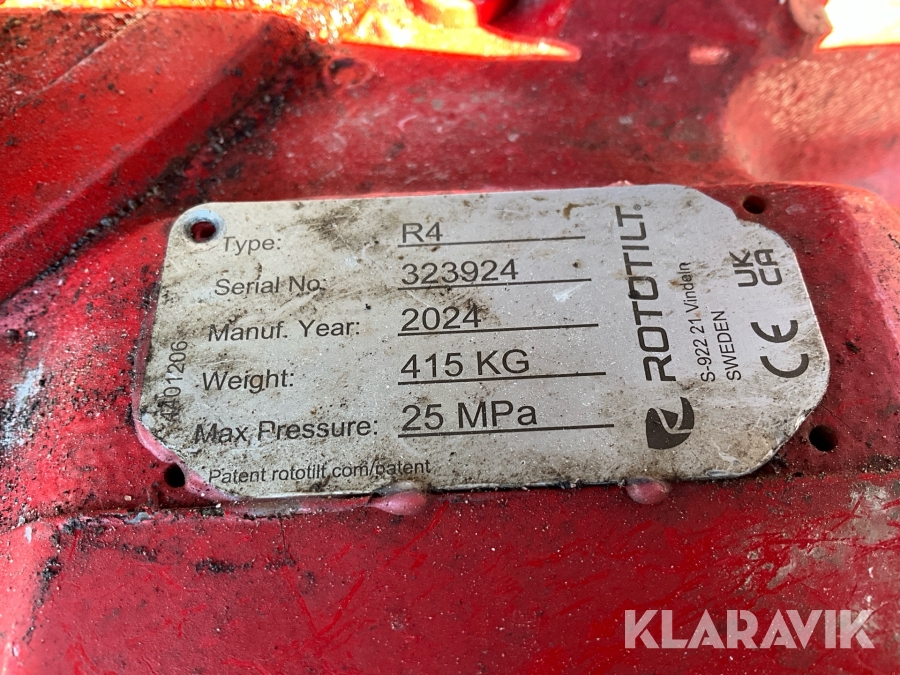 Type: R4
Serial No: 323924
Manuf. Year: 2024
Weight: 415 KG
Max Pressure: 25 MPa
Patent rototilt.com/patent
ROTOTILT.
S-922 21 Vindeln
SWEDEN
UK
CA
CE
KLARAVIK